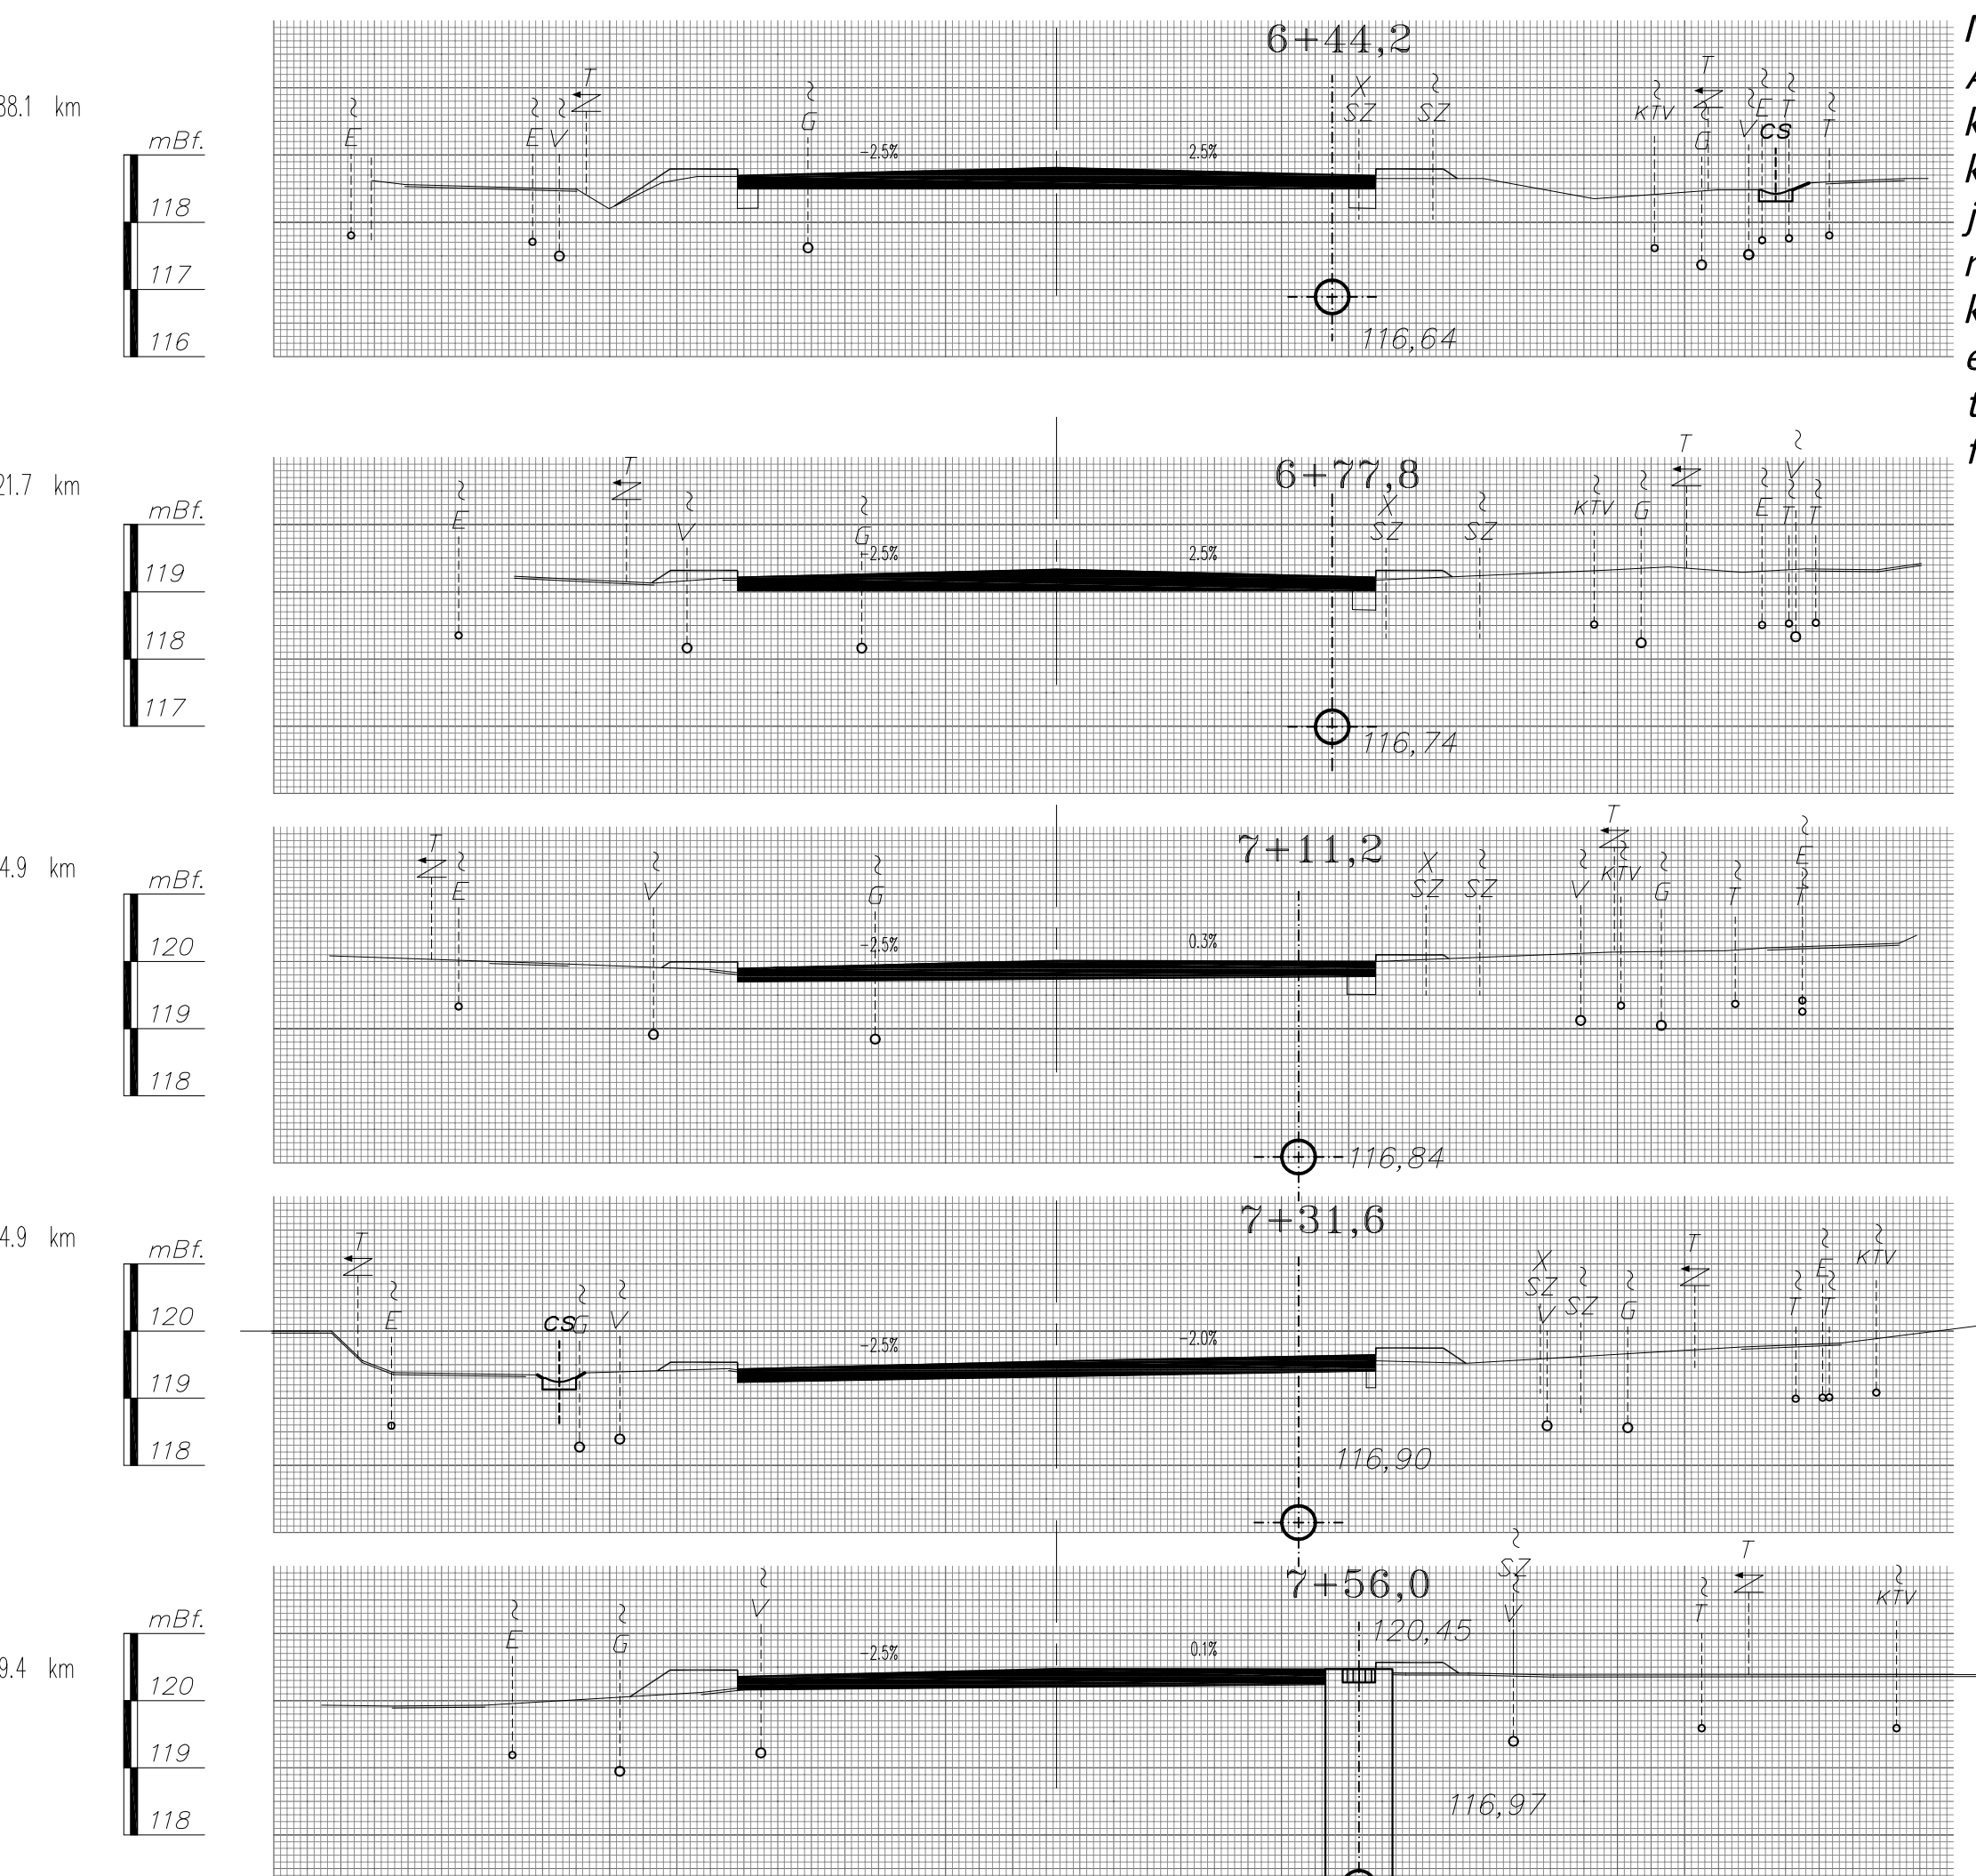 6+44,2
T T
E E V G X SZ SZ KTV G V E T T
CS
38.1 km
mBf.
-2.5% 2.5%
118
117
116
116,64
6+77,8
T T
E V G X SZ SZ KTV G E T V T
21.7 km
mBf.
-2.5% 2.5%
119
118
117
116,74
7+11,2
T T
E V G X SZ SZ V KTV G T E T
4.9 km
mBf.
-2.5% 0.3%
120
119
118
116,84
7+31,6
T T
E CS G V X SZ V SZ G T E T KTV
4.9 km
mBf.
-2.5% -2.0%
120
119
118
116,90
7+56,0
T
E G V SZ V T KTV
120,45
mBf.
9.4 km
-2.5% 0.1%
120
119
118
116,97